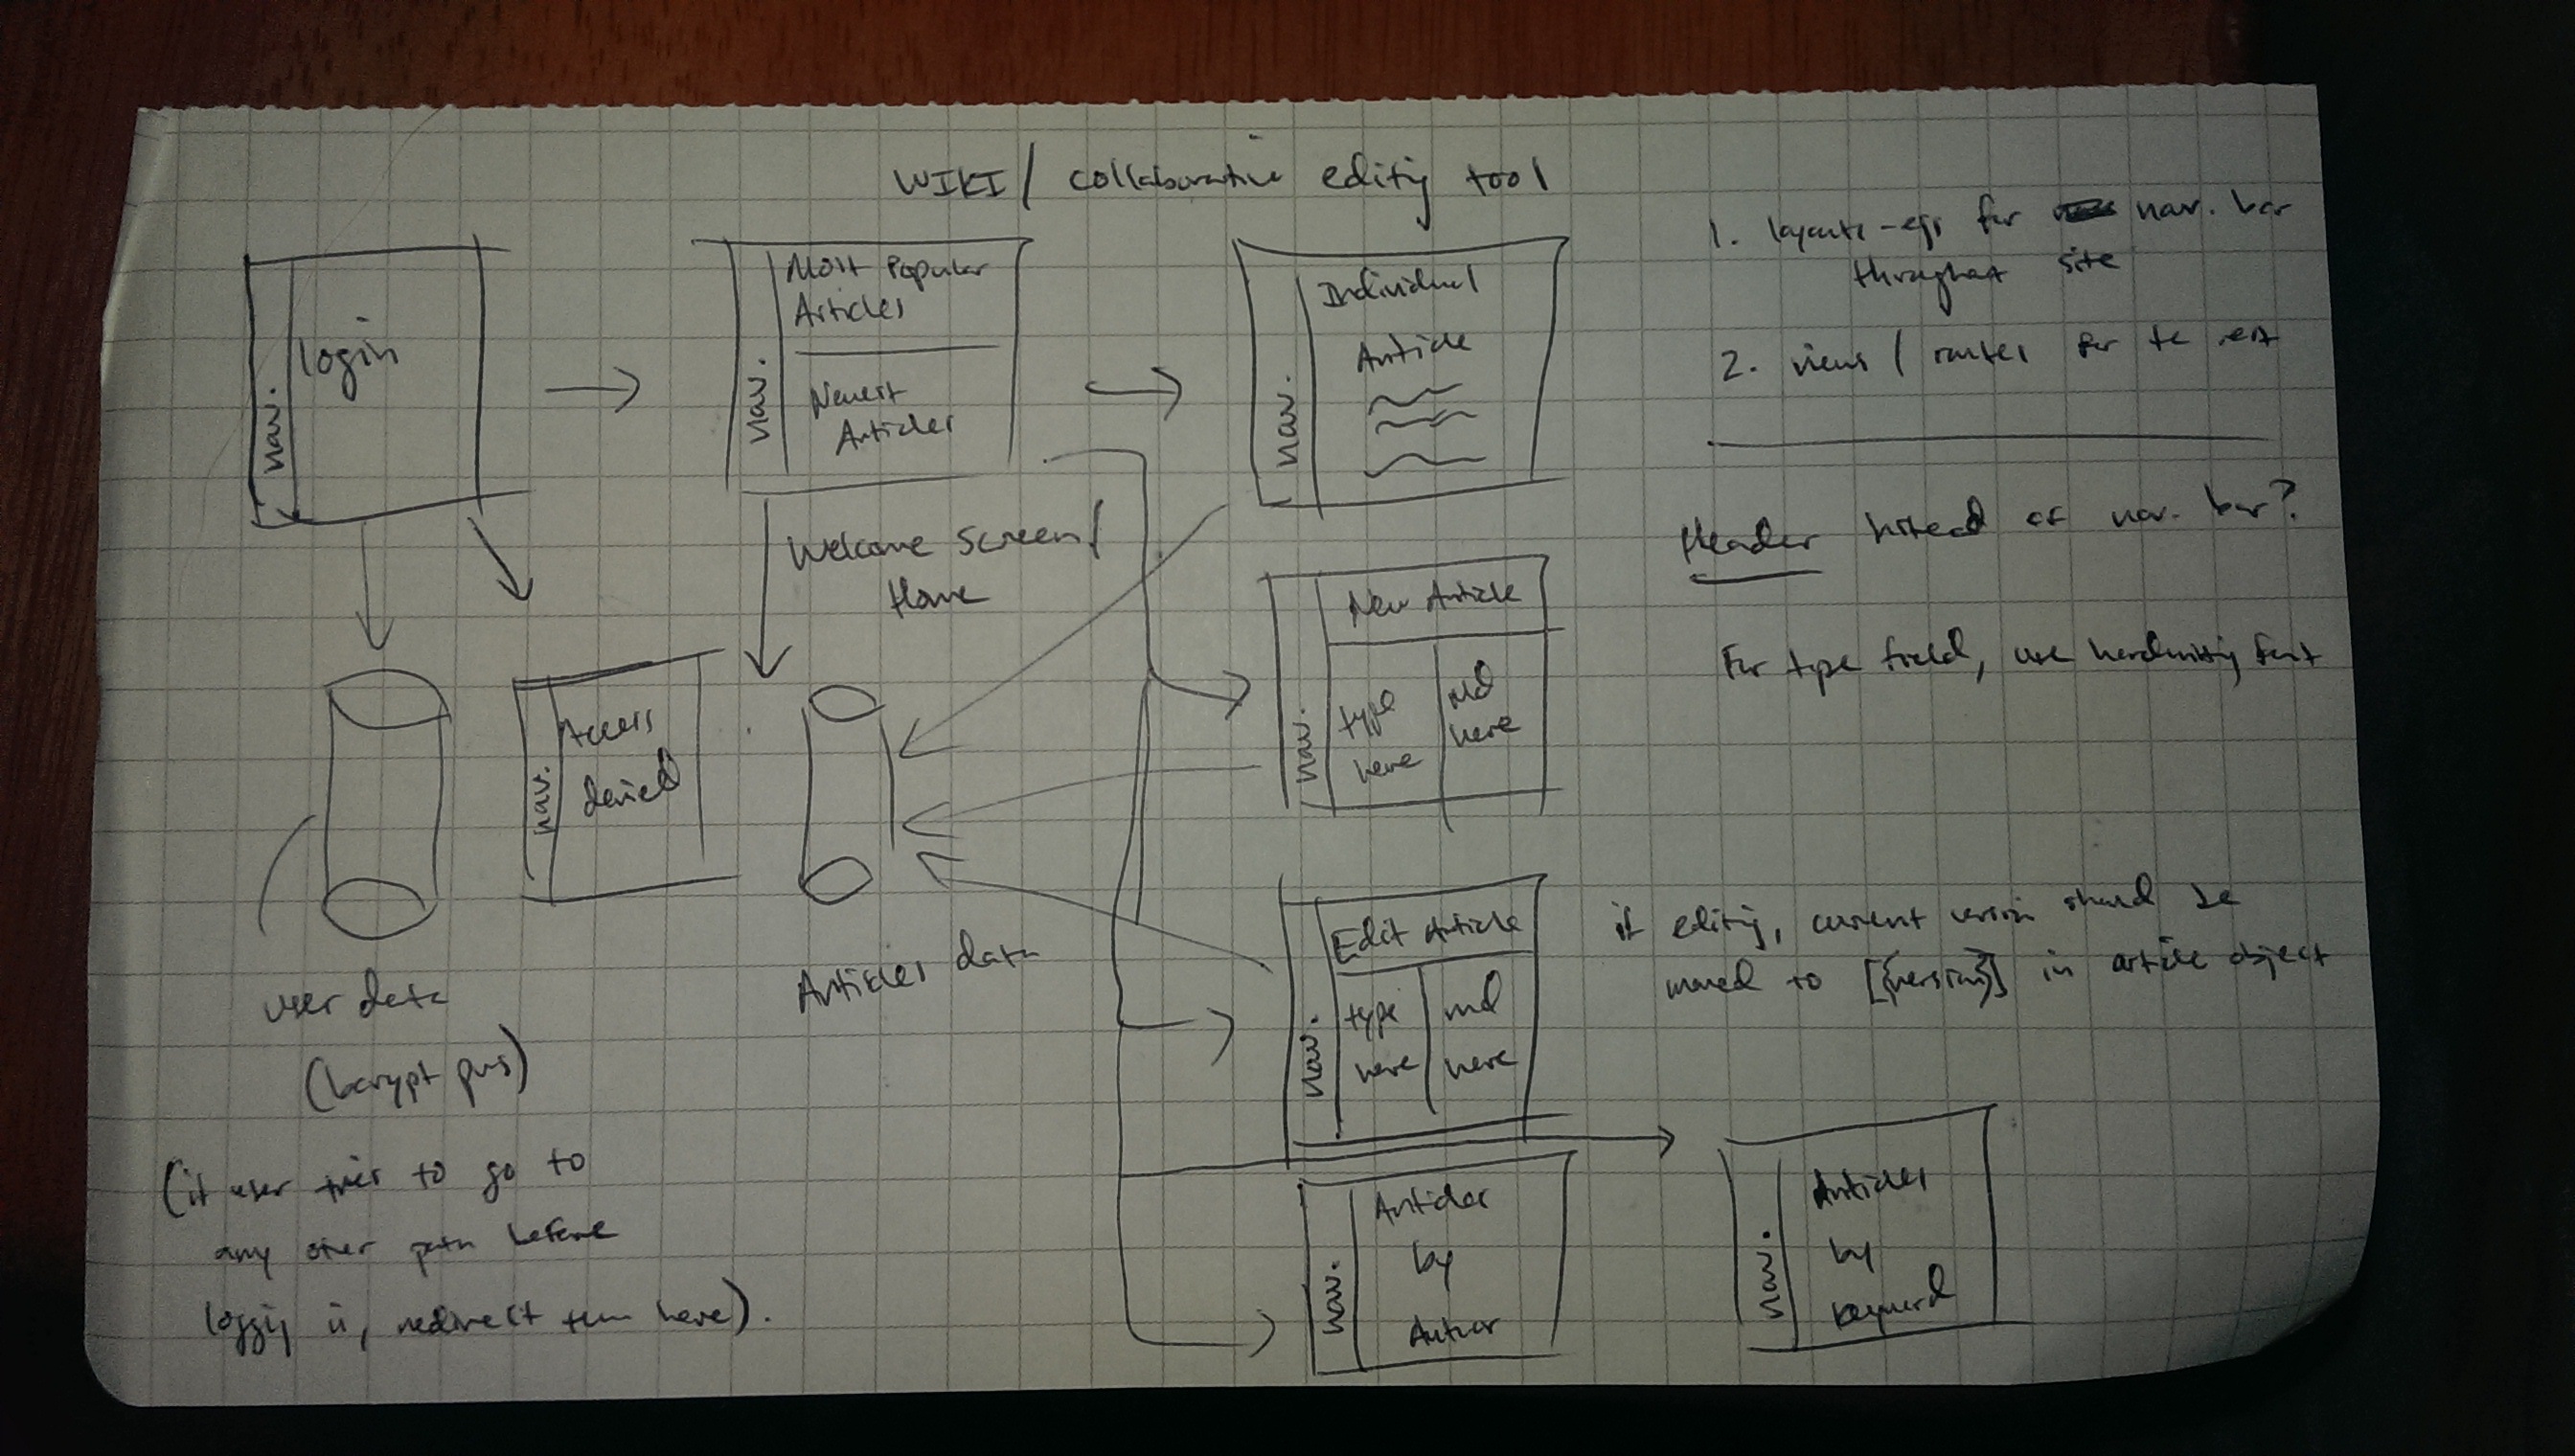 WIKI / collaborative editing tool
nav.
login
nav.
Most Popular
Articles
Newest
Articles
Welcome Screen/
Home
nav.
Individual
Article
1. layouts-ejs for nav. bar
throughout site
2. views / routes for the rest
Header instead of nav. bar?
For type field, use handwriting font
nav.
New Article
type
here
md
here
nav.
Access
denied
user data
(bcrypt pws)
(if user tries to go to
any other path before
logging in, redirect them here).
Articles data
nav.
Edit Article
type
here
md
here
if editing, current version should be
moved to [{version}] in article object
nav.
Articles
by
Author
nav.
Articles
by
keyword